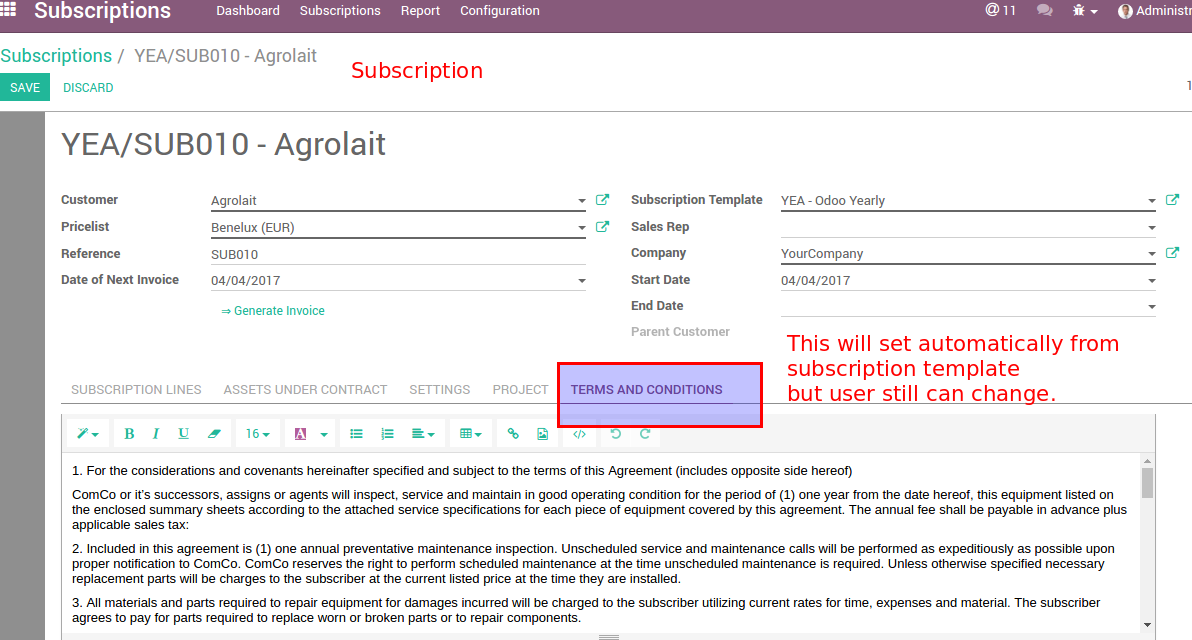 Subscriptions Dashboard Subscriptions Report Configuration @ 11 Administr
Subscriptions / YEA/SUB010 - Agrolait
Subscription
SAVE DISCARD 1
YEA/SUB010 - Agrolait
Customer Agrolait Subscription Template YEA - Odoo Yearly
Pricelist Benelux (EUR) Sales Rep
Reference SUB010 Company YourCompany
Date of Next Invoice 04/04/2017 Start Date 04/04/2017
⇒ Generate Invoice End Date
Parent Customer
This will set automatically from
subscription template
but user still can change.
SUBSCRIPTION LINES ASSETS UNDER CONTRACT SETTINGS PROJECT TERMS AND CONDITIONS
B I U 16 A </>
1. For the considerations and covenants hereinafter specified and subject to the terms of this Agreement (includes opposite side hereof)
ComCo or it's successors, assigns or agents will inspect, service and maintain in good operating condition for the period of (1) one year from the date hereof, this equipment listed on
the enclosed summary sheets according to the attached service specifications for each piece of equipment covered by this agreement. The annual fee shall be payable in advance plus
applicable sales tax:
2. Included in this agreement is (1) one annual preventative maintenance inspection. Unscheduled service and maintenance calls will be performed as expeditiously as possible upon
proper notification to ComCo. ComCo reserves the right to perform scheduled maintenance at the time unscheduled maintenance is required. Unless otherwise specified necessary
replacement parts will be charges to the subscriber at the current listed price at the time they are installed.
3. All materials and parts required to repair equipment for damages incurred will be charged to the subscriber utilizing current rates for time, expenses and material. The subscriber
agrees to pay for parts required to replace worn or broken parts or to repair components.